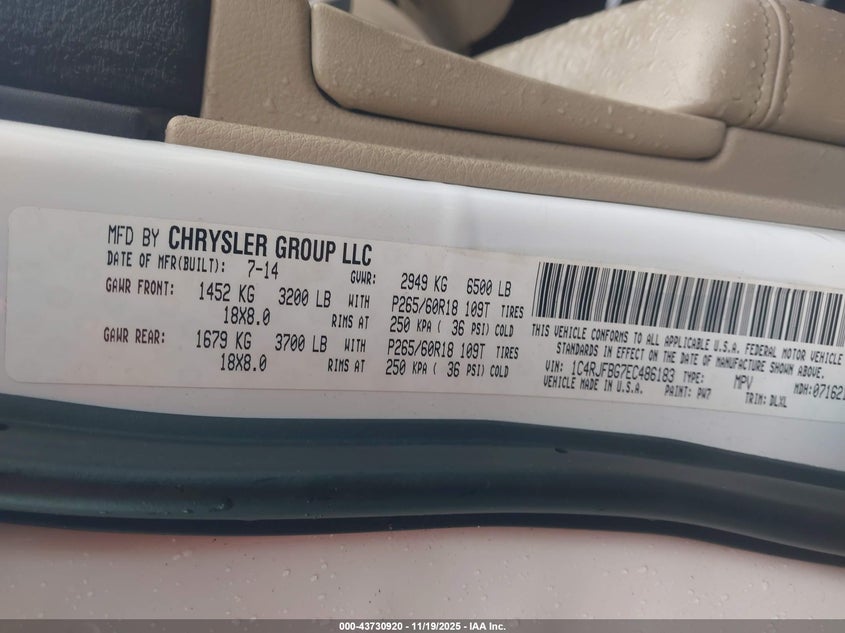 MFD BY CHRYSLER GROUP LLC
DATE OF MFR(BUILT): 7-14 GVWR: 2949 KG 6500 LB
GAWR FRONT: 1452 KG 3200 LB WITH P265/60R18 109T TIRES
18X8.0 RIMS AT 250 KPA ( 36 PSI) COLD
GAWR REAR: 1679 KG 3700 LB WITH P265/60R18 109T TIRES
18X8.0 RIMS AT 250 KPA ( 36 PSI) COLD
THIS VEHICLE CONFORMS TO ALL APPLICABLE U.S.A. FEDERAL MOTOR VEHICLE
STANDARDS IN EFFECT ON THE DATE OF MANUFACTURE SHOWN ABOVE.
VIN: 1C4RJFBG7EC486183 TYPE: MPV MDH:07162
VEHICLE MADE IN U.S.A. PAINT: PW7 TRIM: DLXL
000-43730920 - 11/19/2025 - IAA Inc.